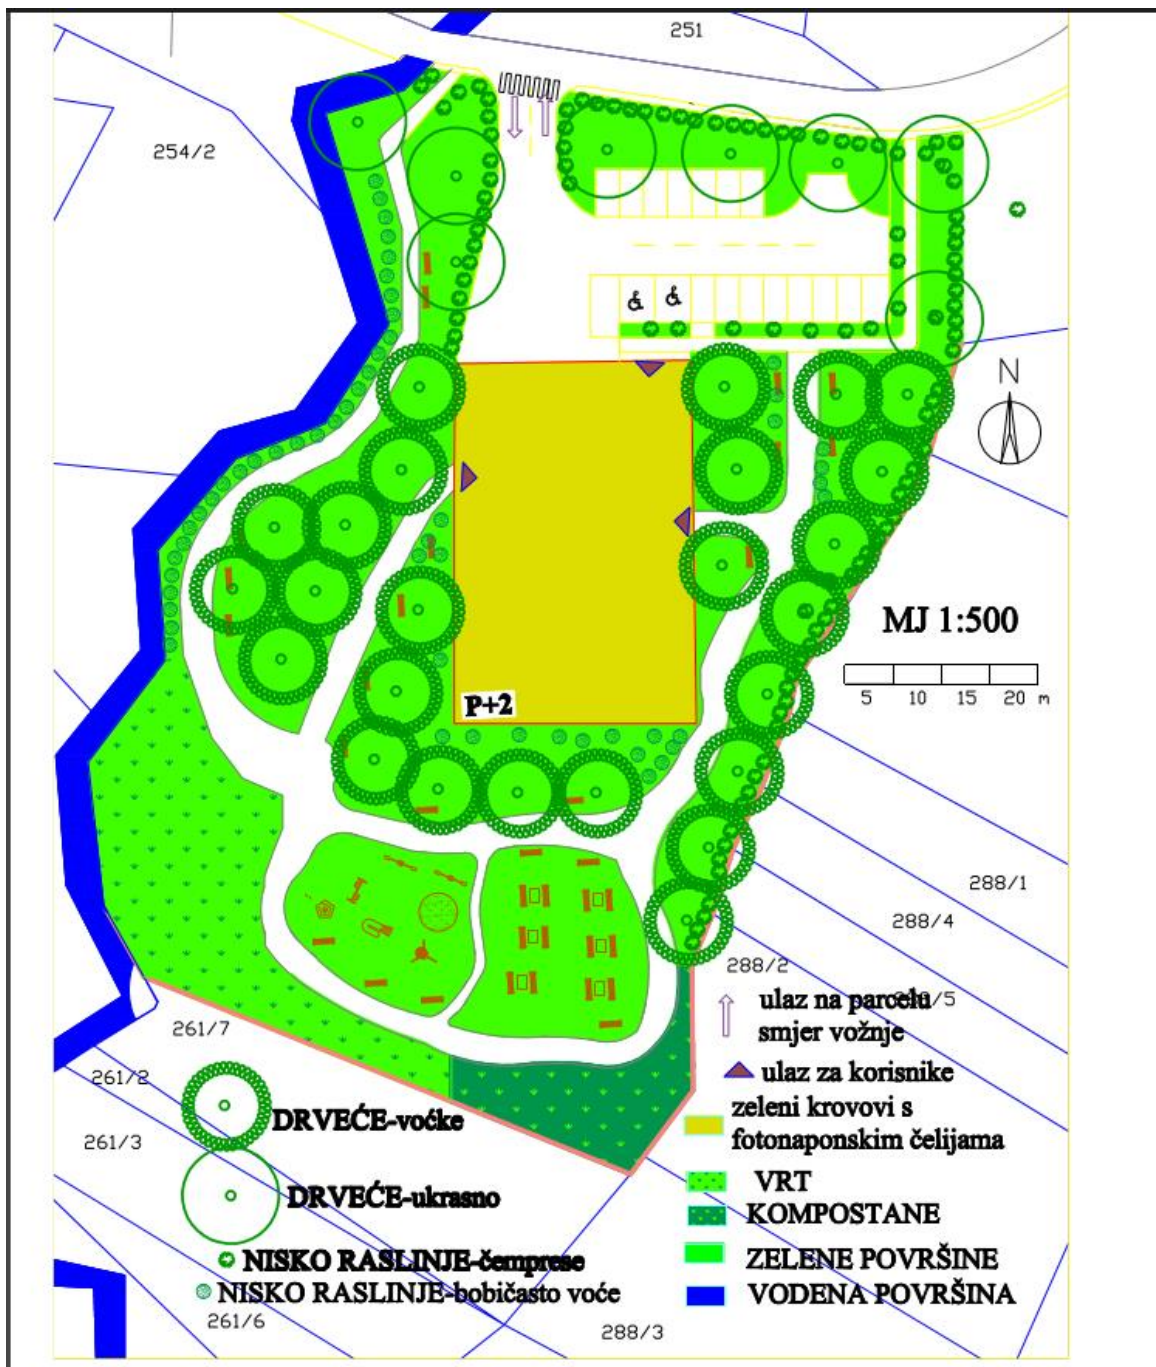 251
254/2
N
MJ 1:500
5 10 15 20 m
P+2
288/1
288/4
288/2
ulaz na parcelu
smjer vožnje
261/7
261/2
ulaz za korisnike
zeleni krovovi s
fotonaponskim čelijama
DRVEĆE-voćke
261/3
VRT
DRVEĆE-ukrasno
KOMPOSTANE
NISKO RASLINJE-čemprese
ZELENE POVRŠINE
NISKO RASLINJE-bobičasto voće
VODENA POVRŠINA
261/6
288/3